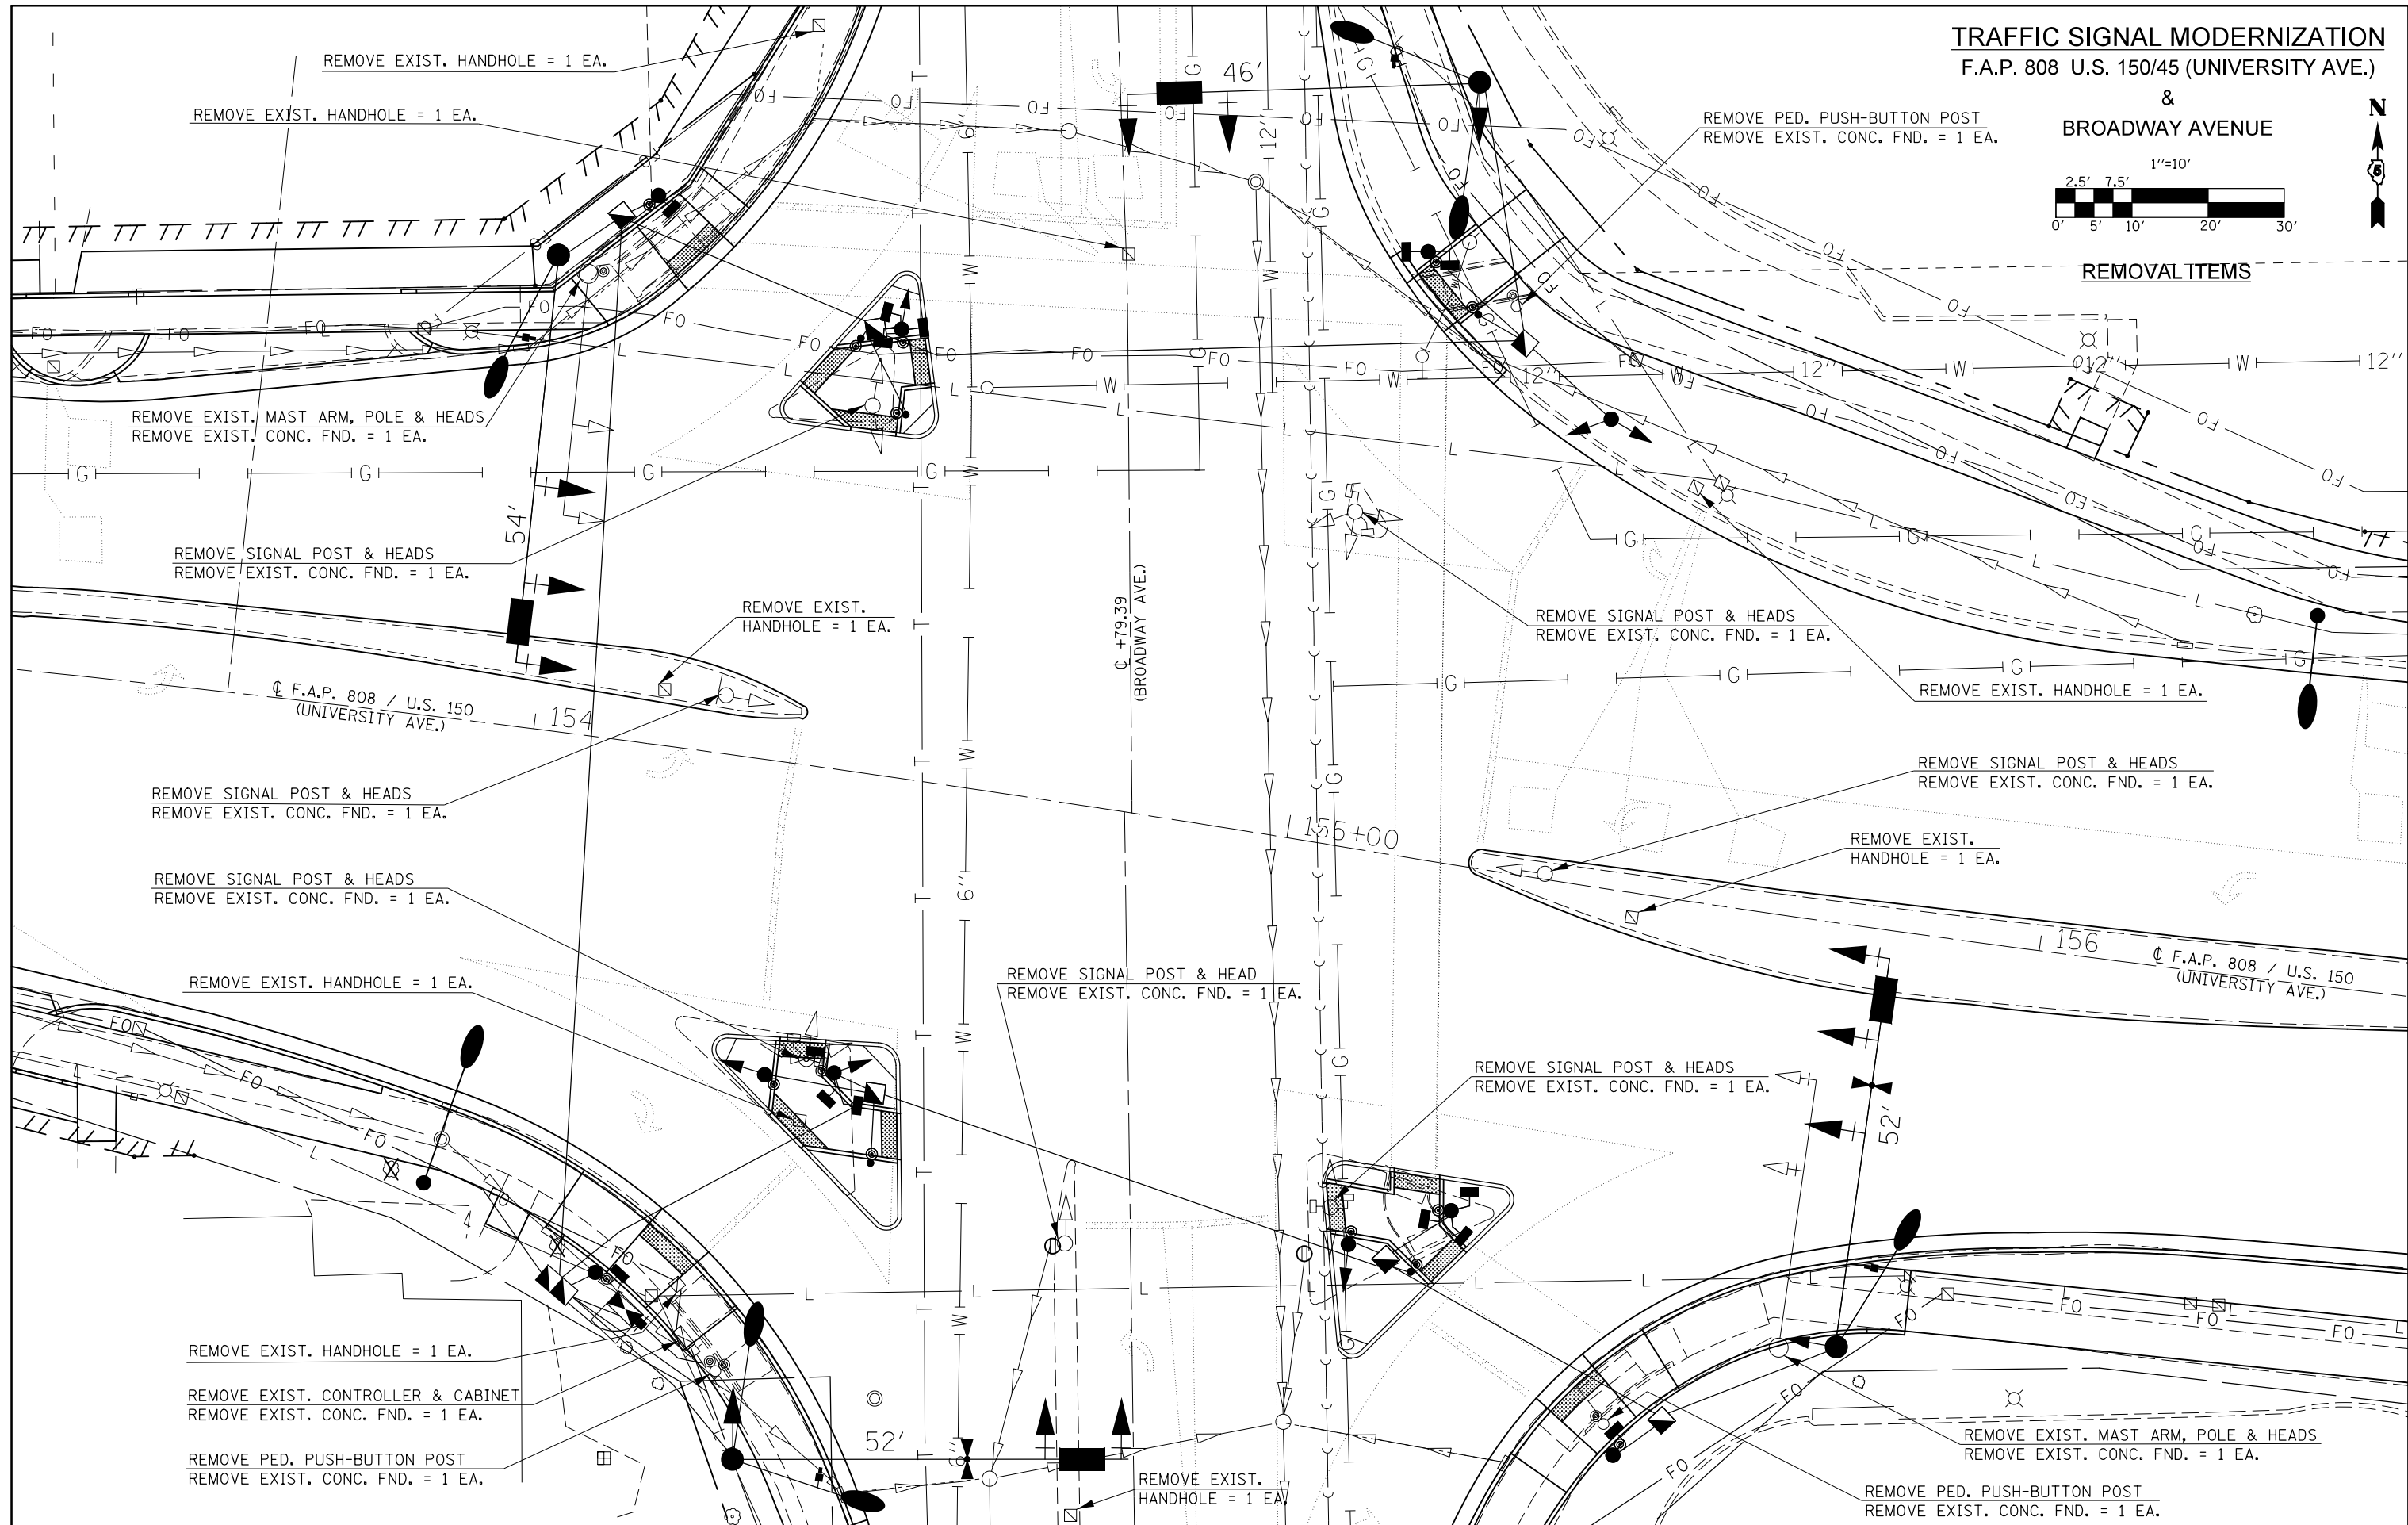 TRAFFIC SIGNAL MODERNIZATION
F.A.P. 808 U.S. 150/45 (UNIVERSITY AVE.)
&
BROADWAY AVENUE
N
1"=10'
2.5' 7.5'
0' 5' 10' 20' 30'
REMOVAL ITEMS
REMOVE EXIST. HANDHOLE = 1 EA.
REMOVE EXIST. HANDHOLE = 1 EA.
46'
REMOVE PED. PUSH-BUTTON POST
REMOVE EXIST. CONC. FND. = 1 EA.
REMOVE EXIST. MAST ARM, POLE & HEADS
REMOVE EXIST. CONC. FND. = 1 EA.
54'
REMOVE SIGNAL POST & HEADS
REMOVE EXIST. CONC. FND. = 1 EA.
REMOVE EXIST.
HANDHOLE = 1 EA.
℄ +79.39
(BROADWAY AVE.)
REMOVE SIGNAL POST & HEADS
REMOVE EXIST. CONC. FND. = 1 EA.
REMOVE EXIST. HANDHOLE = 1 EA.
℄ F.A.P. 808 / U.S. 150
(UNIVERSITY AVE.)
154
REMOVE SIGNAL POST & HEADS
REMOVE EXIST. CONC. FND. = 1 EA.
155+00
REMOVE SIGNAL POST & HEADS
REMOVE EXIST. CONC. FND. = 1 EA.
REMOVE EXIST.
HANDHOLE = 1 EA.
REMOVE SIGNAL POST & HEADS
REMOVE EXIST. CONC. FND. = 1 EA.
156
℄ F.A.P. 808 / U.S. 150
(UNIVERSITY AVE.)
REMOVE EXIST. HANDHOLE = 1 EA.
REMOVE SIGNAL POST & HEAD
REMOVE EXIST. CONC. FND. = 1 EA.
REMOVE SIGNAL POST & HEADS
REMOVE EXIST. CONC. FND. = 1 EA.
52'
REMOVE EXIST. HANDHOLE = 1 EA.
REMOVE EXIST. CONTROLLER & CABINET
REMOVE EXIST. CONC. FND. = 1 EA.
REMOVE PED. PUSH-BUTTON POST
REMOVE EXIST. CONC. FND. = 1 EA.
52'
REMOVE EXIST.
HANDHOLE = 1 EA.
REMOVE EXIST. MAST ARM, POLE & HEADS
REMOVE EXIST. CONC. FND. = 1 EA.
REMOVE PED. PUSH-BUTTON POST
REMOVE EXIST. CONC. FND. = 1 EA.